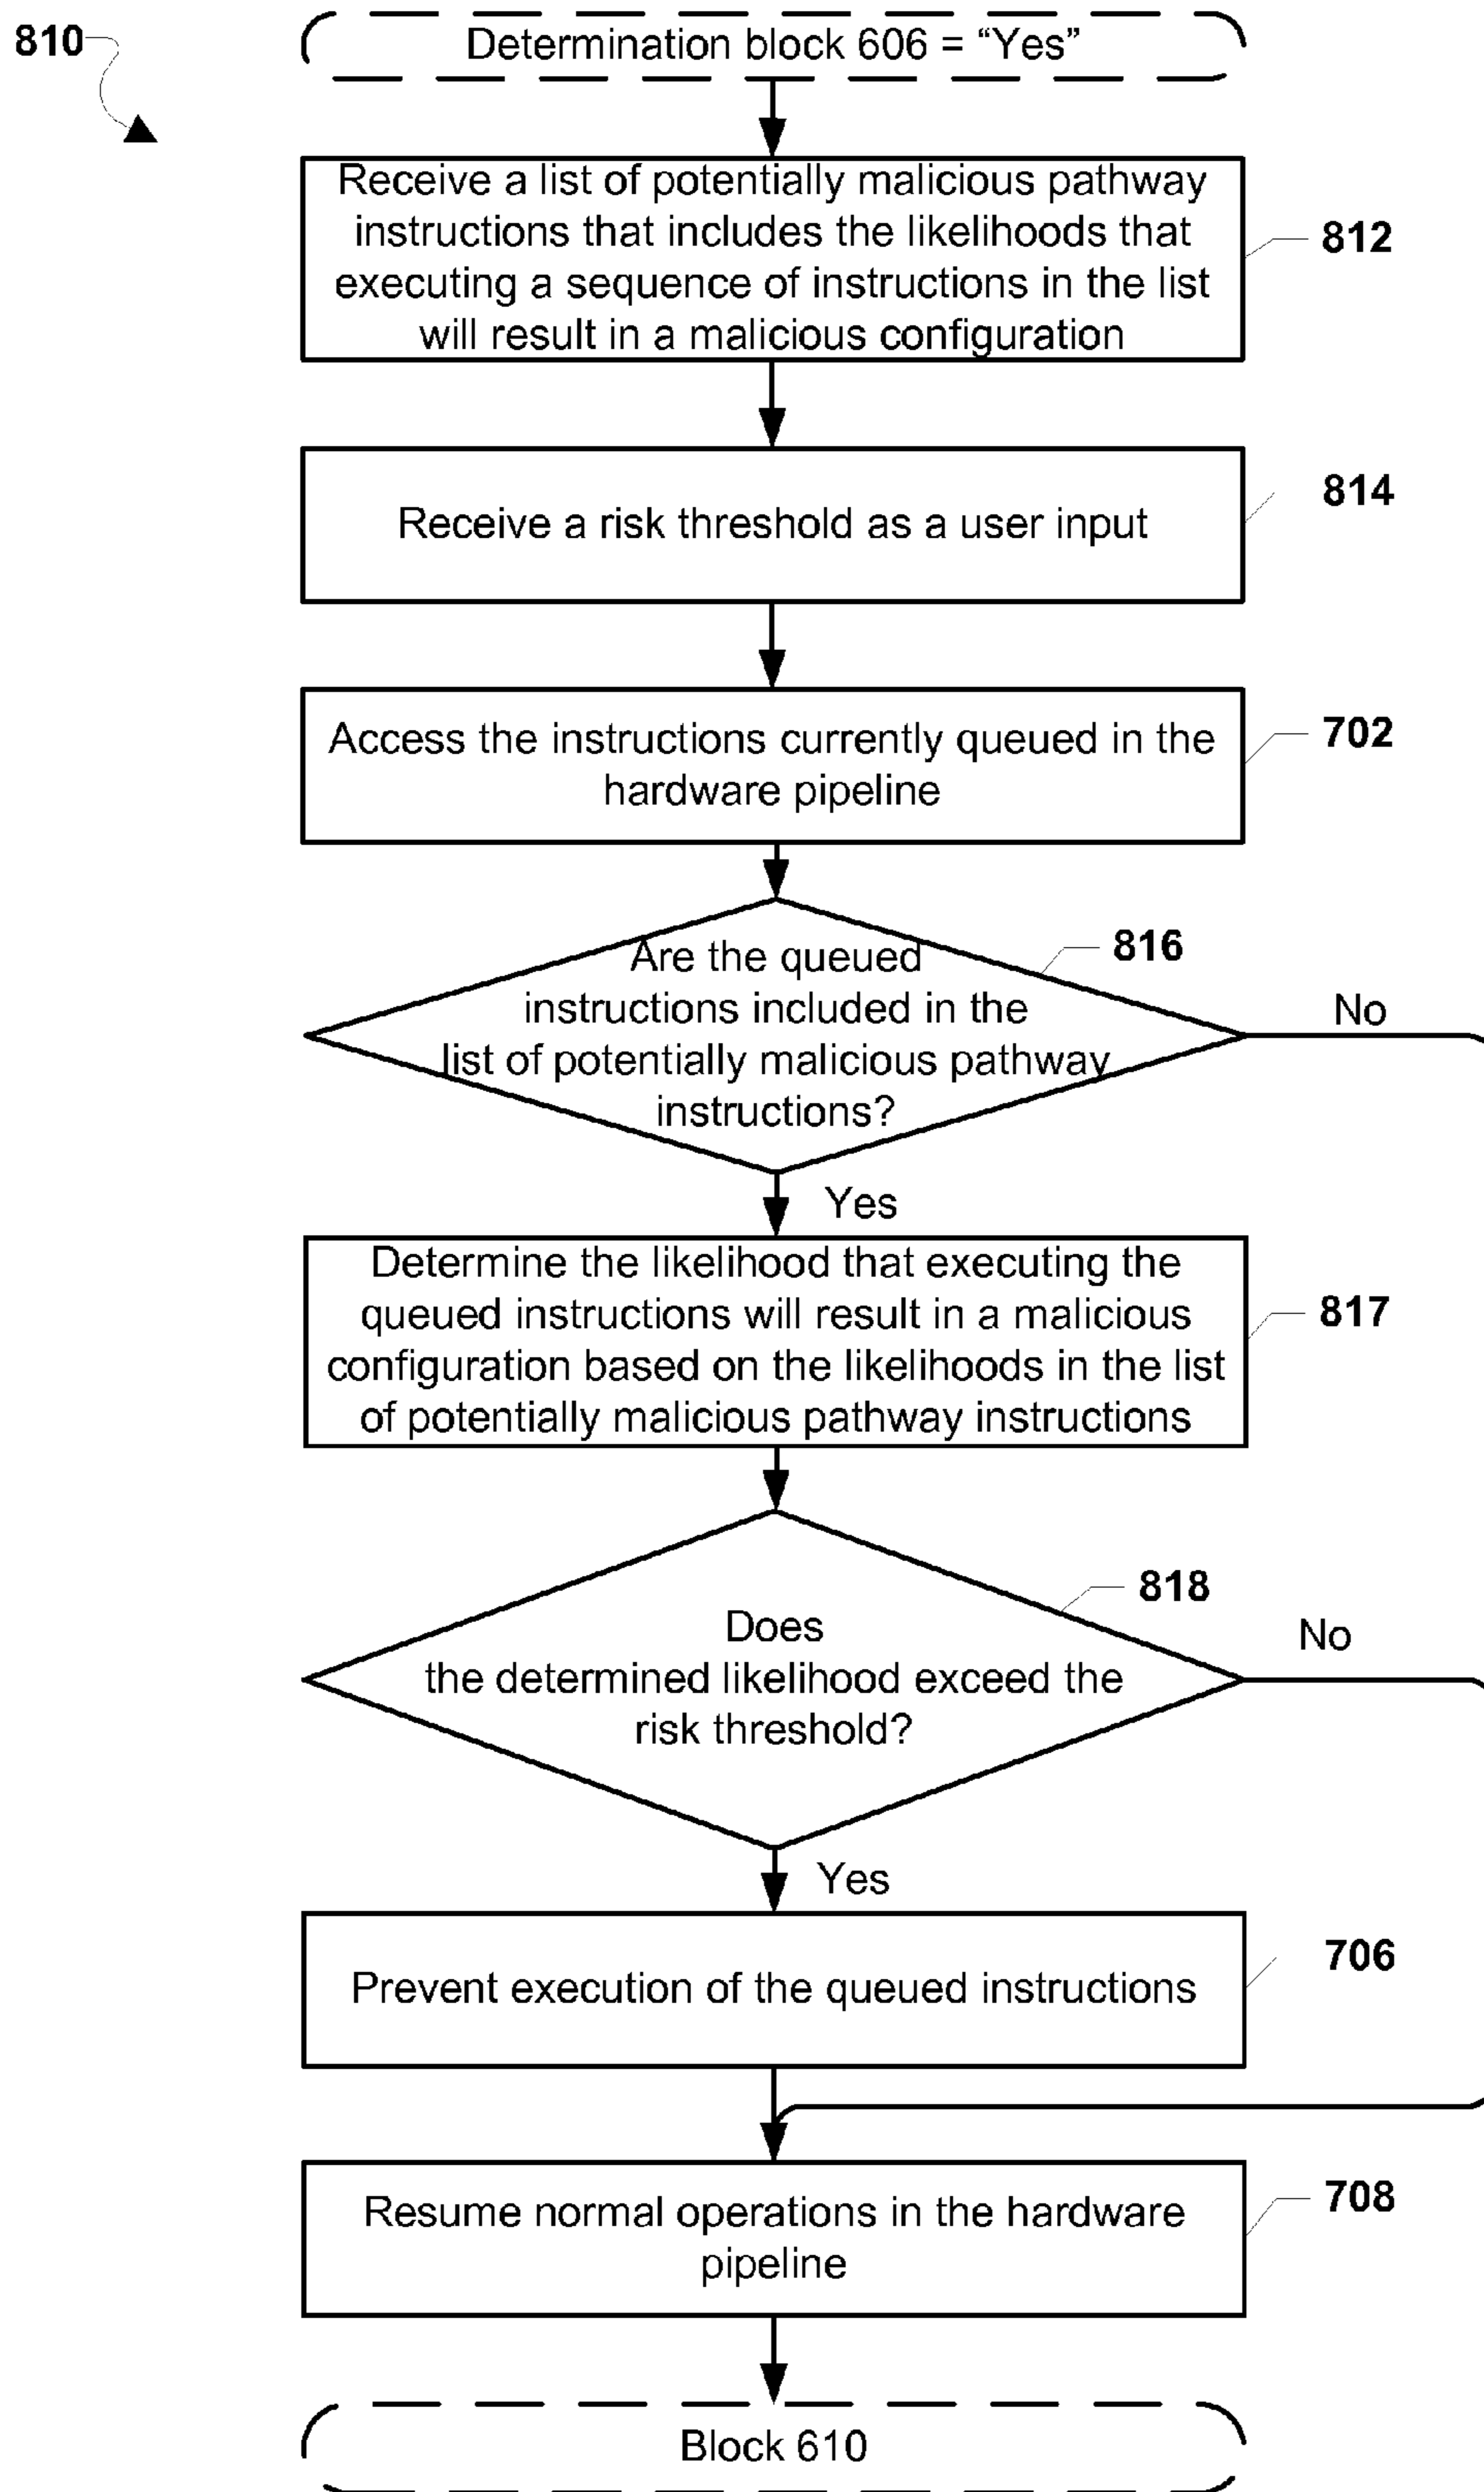 810
Determination block 606 = “Yes”
Receive a list of potentially malicious pathway
instructions that includes the likelihoods that
executing a sequence of instructions in the list
will result in a malicious configuration
812
Receive a risk threshold as a user input
814
Access the instructions currently queued in the
hardware pipeline
702
Are the queued
instructions included in the
list of potentially malicious pathway
instructions?
816
No
Yes
Determine the likelihood that executing the
queued instructions will result in a malicious
configuration based on the likelihoods in the list
of potentially malicious pathway instructions
817
Does
the determined likelihood exceed the
risk threshold?
818
No
Yes
Prevent execution of the queued instructions
706
Resume normal operations in the hardware
pipeline
708
Block 610